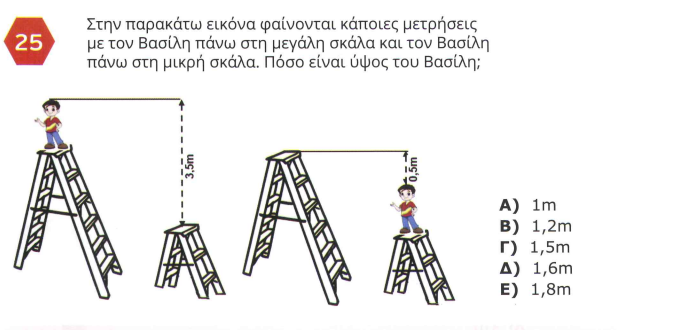 25
Στην παρακάτω εικόνα φαίνονται κάποιες μετρήσεις
με τον Βασίλη πάνω στη μεγάλη σκάλα και τον Βασίλη
πάνω στη μικρή σκάλα. Πόσο είναι ύψος του Βασίλη;
3,5m
0,5m
Α) 1m
Β) 1,2m
Γ) 1,5m
Δ) 1,6m
Ε) 1,8m